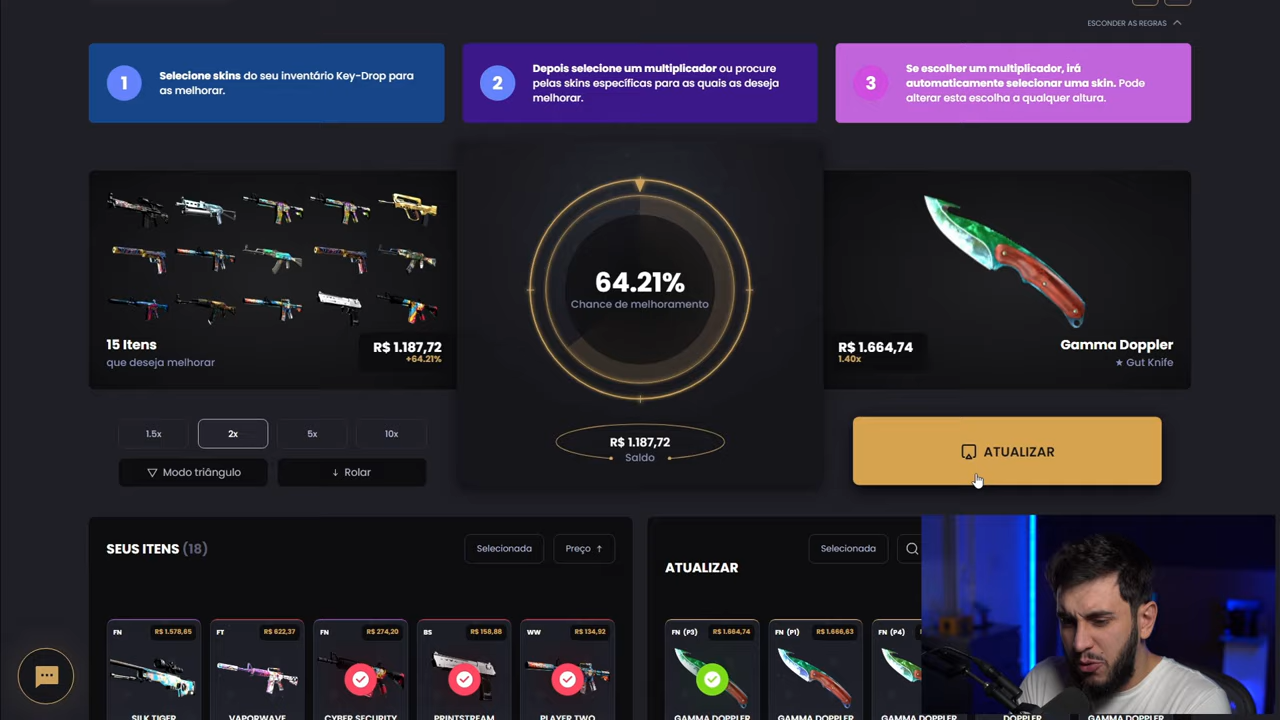 ESCONDER AS REGRAS
1
Selecione skins do seu inventário Key-Drop para
as melhorar.
2
Depois selecione um multiplicador ou procure
pelas skins específicas para as quais as deseja
melhorar.
3
Se escolher um multiplicador, irá
automaticamente selecionar uma skin. Pode
alterar esta escolha a qualquer altura.
15 Itens
que deseja melhorar
R$ 1.187,72
+64.21%
64.21%
Chance de melhoramento
R$ 1.664,74
1.40x
Gamma Doppler
★ Gut Knife
1.5x
2x
5x
10x
Modo triângulo
Rolar
R$ 1.187,72
Saldo
ATUALIZAR
SEUS ITENS (18)
Selecionada
Preço ↑
ATUALIZAR
Selecionada
FN
R$ 1.578,65
FT
R$ 622,37
FN
R$ 274,20
BS
R$ 158,88
WW
R$ 134,92
FN (P3)
R$ 1.664,74
FN (P1)
R$ 1.666,63
FN (P4)
SILK TIGER
VAPORWAVE
CYBER SECURITY
PRINTSTREAM
PLAYER TWO
GAMMA DOPPLER
GAMMA DOPPLER